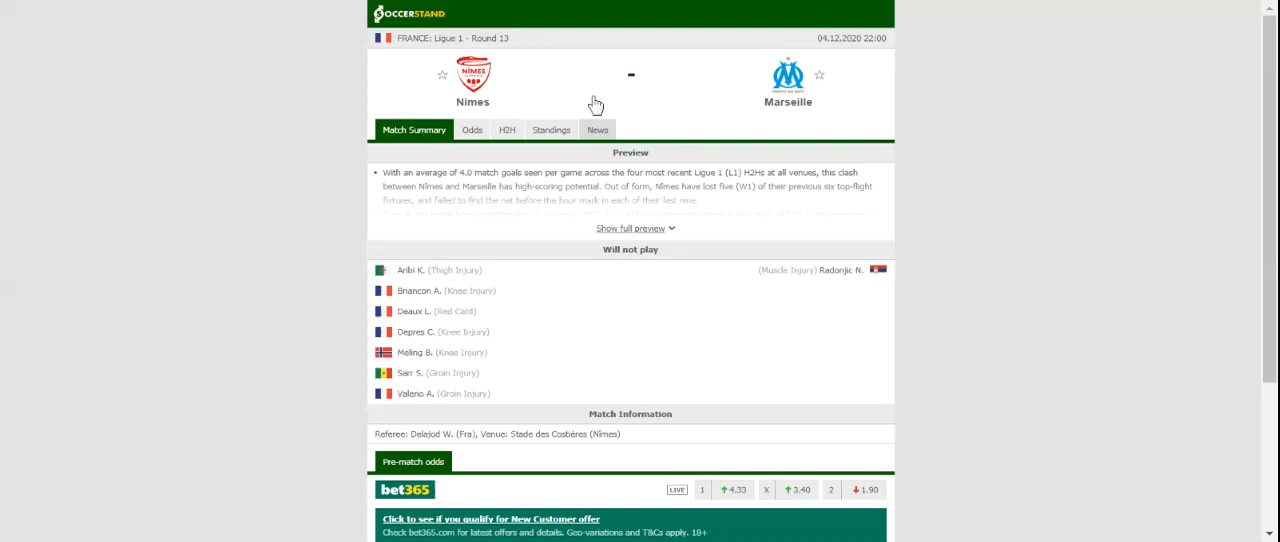 SOCCERSTAND
FRANCE: Ligue 1 - Round 13 04.12.2020 22:00
NIMES
-
Nimes Marseille
Match Summary Odds H2H Standings News
Preview
• With an average of 4.0 match goals seen per game across the four most recent Ligue 1 (L1) H2Hs at all venues, this clash
between Nîmes and Marseille has high-scoring potential. Out of form, Nîmes have lost five (W1) of their previous six top-flight
fixtures, and failed to find the net before the hour mark in each of their last nine.
Show full preview
Will not play
Aribi K. (Thigh Injury) (Muscle Injury) Radonjic N.
Briancon A. (Knee Injury)
Deaux L. (Red Card)
Depres C. (Knee Injury)
Meling B. (Knee Injury)
Sarr S. (Groin Injury)
Valerio A. (Groin Injury)
Match Information
Referee: Delajod W. (Fra), Venue: Stade des Costières (Nîmes)
Pre-match odds
bet365 LIVE 1 4.33 X 3.40 2 1.90
Click to see if you qualify for New Customer offer
Check bet365.com for latest offers and details. Geo-variations and T&Cs apply. 18+